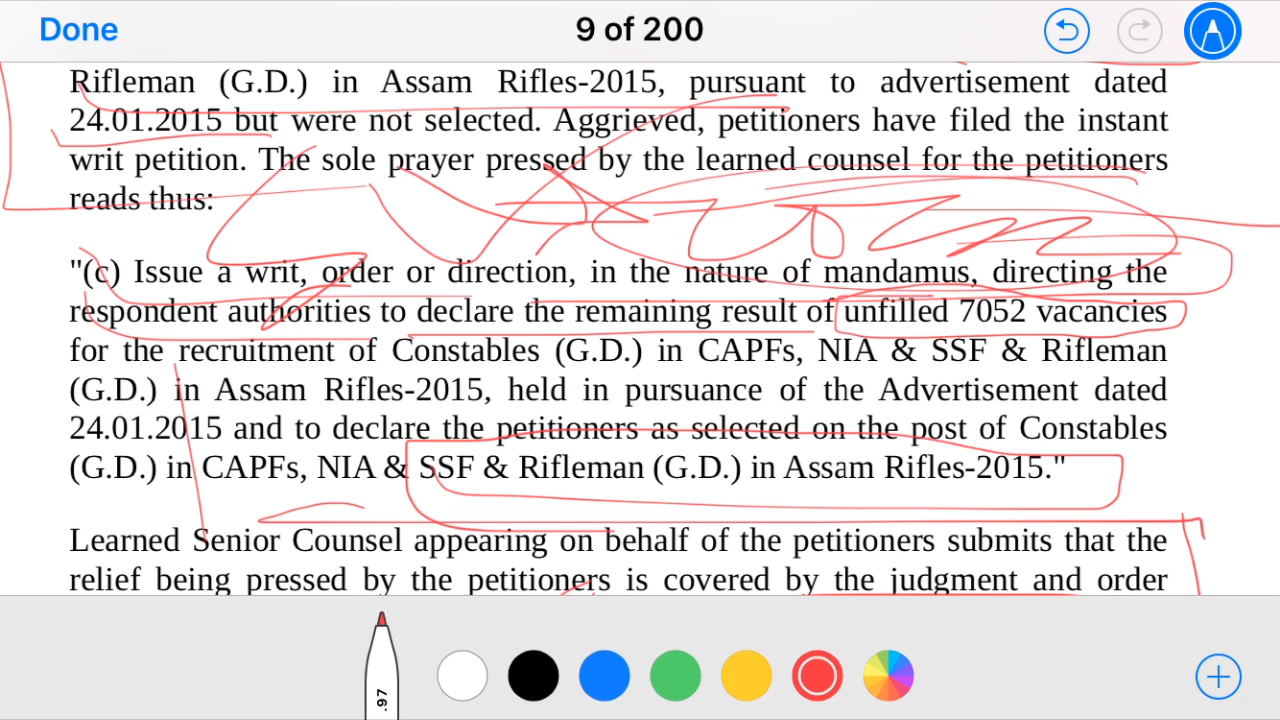 Done
9 of 200
Rifleman (G.D.) in Assam Rifles-2015, pursuant to advertisement dated
24.01.2015 but were not selected. Aggrieved, petitioners have filed the instant
writ petition. The sole prayer pressed by the learned counsel for the petitioners
reads thus:
"(c) Issue a writ, order or direction, in the nature of mandamus, directing the
respondent authorities to declare the remaining result of unfilled 7052 vacancies
for the recruitment of Constables (G.D.) in CAPFs, NIA & SSF & Rifleman
(G.D.) in Assam Rifles-2015, held in pursuance of the Advertisement dated
24.01.2015 and to declare the petitioners as selected on the post of Constables
(G.D.) in CAPFs, NIA & SSF & Rifleman (G.D.) in Assam Rifles-2015."
Learned Senior Counsel appearing on behalf of the petitioners submits that the
relief being pressed by the petitioners is covered by the judgment and order
.97